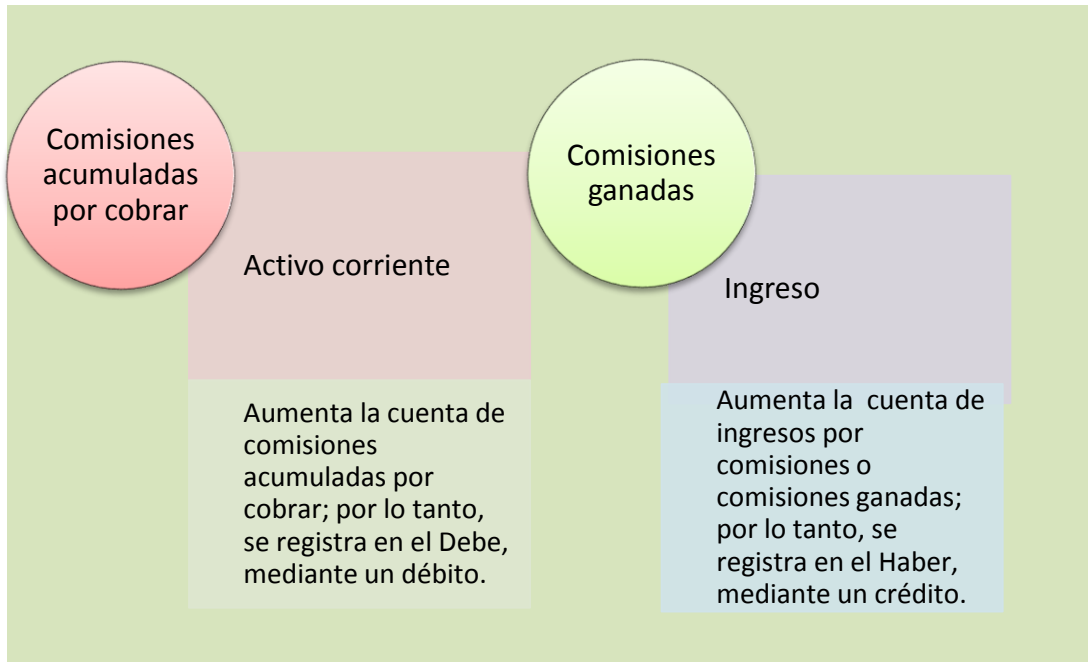 Comisiones
acumuladas
por cobrar
Activo corriente
Aumenta la cuenta de
comisiones
acumuladas por
cobrar; por lo tanto,
se registra en el Debe,
mediante un débito.
Comisiones
ganadas
Ingreso
Aumenta la  cuenta de
ingresos por
comisiones o
comisiones ganadas;
por lo tanto, se
registra en el Haber,
mediante un crédito.